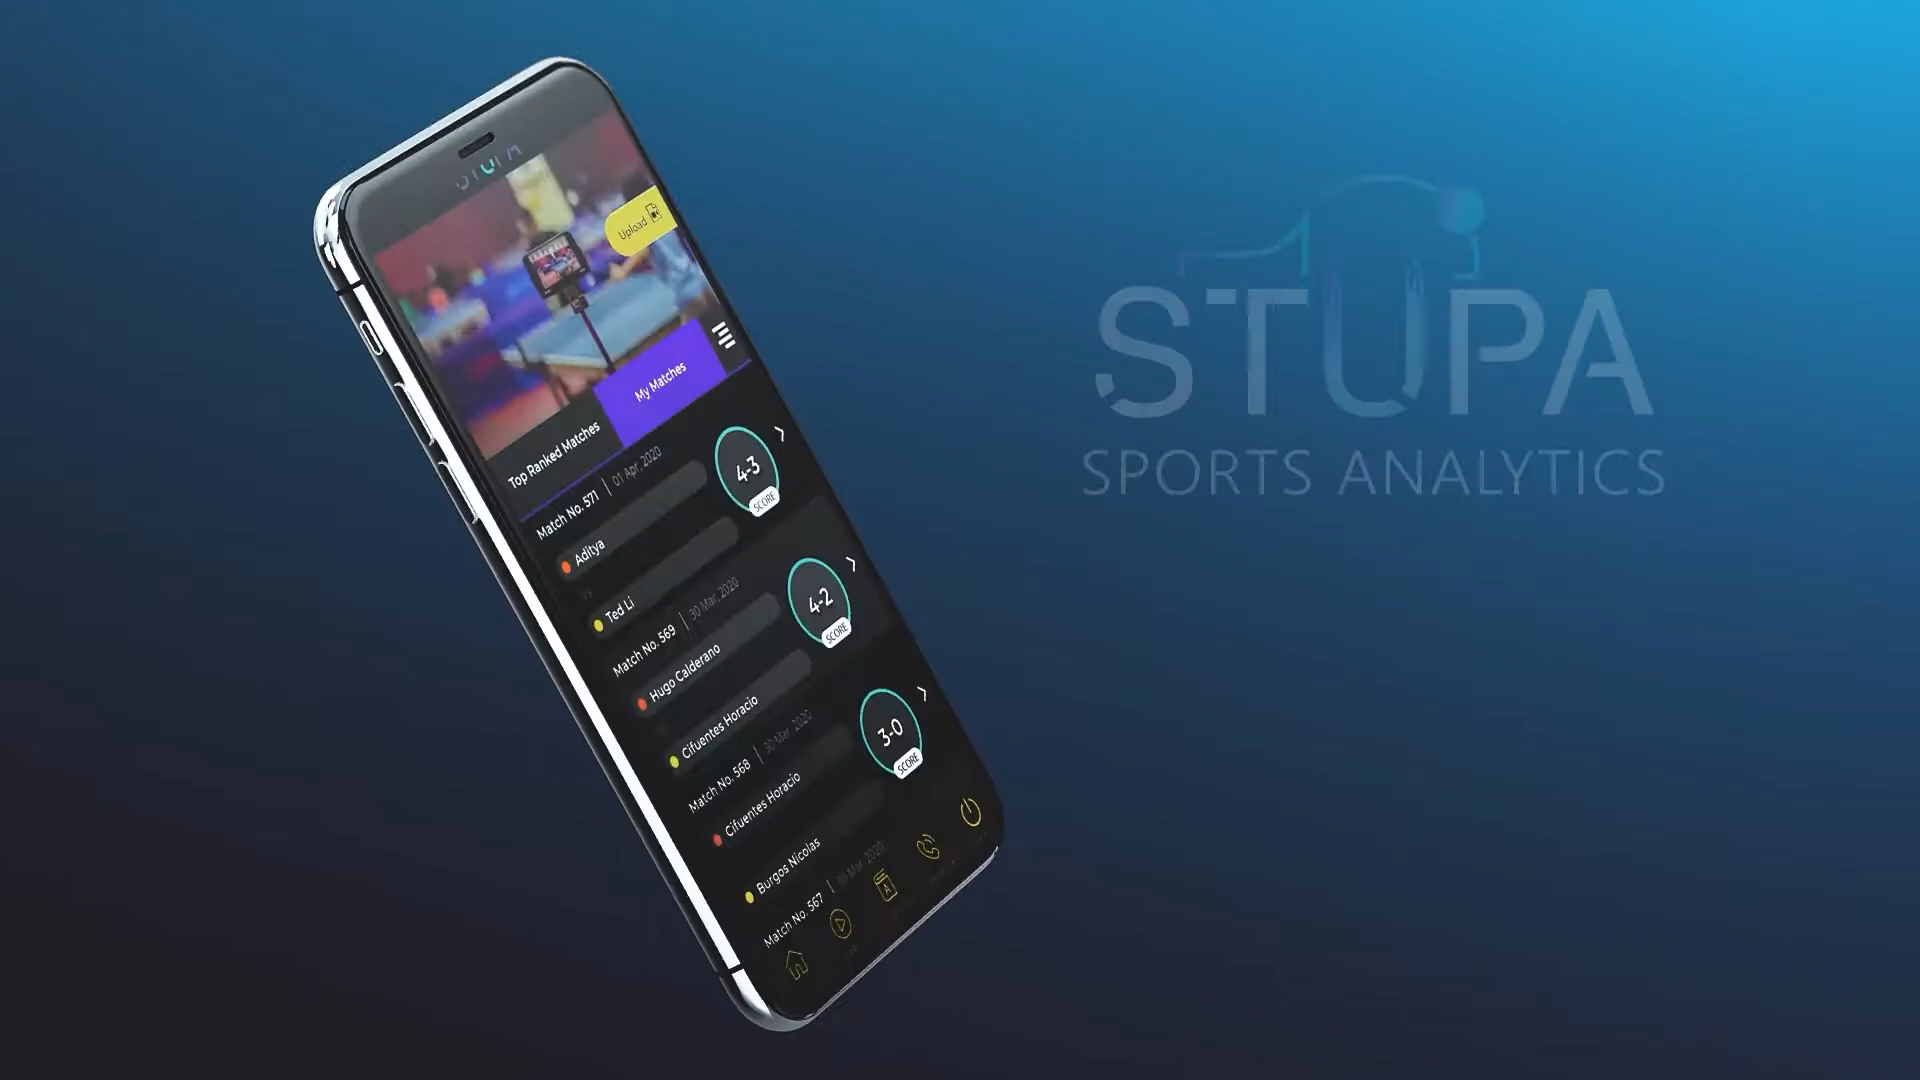 STUPA
Upload
Top Ranked Matches
My Matches
Match No. 571 | 01 Apr, 2020
Aditya
4-3
SCORE
Ted Li
Match No. 569 | 30 Mar, 2020
Hugo Calderano
4-2
SCORE
Cifuentes Horacio
Match No. 568 | 30 Mar, 2020
Cifuentes Horacio
3-0
SCORE
Burgos Nicolas
Match No. 567
A
STUPA
SPORTS ANALYTICS